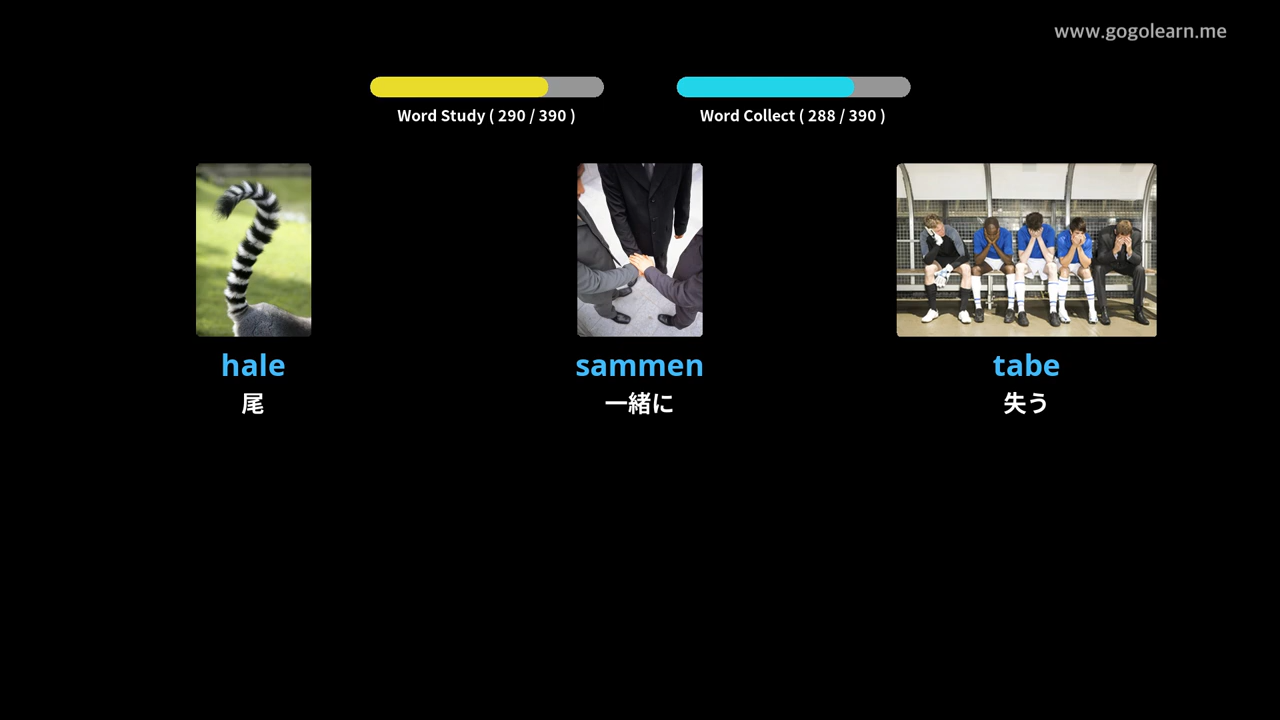 www.gogolearn.me
Word Study ( 290 / 390 )
Word Collect ( 288 / 390 )
hale
尾
sammen
一緒に
tabe
失う